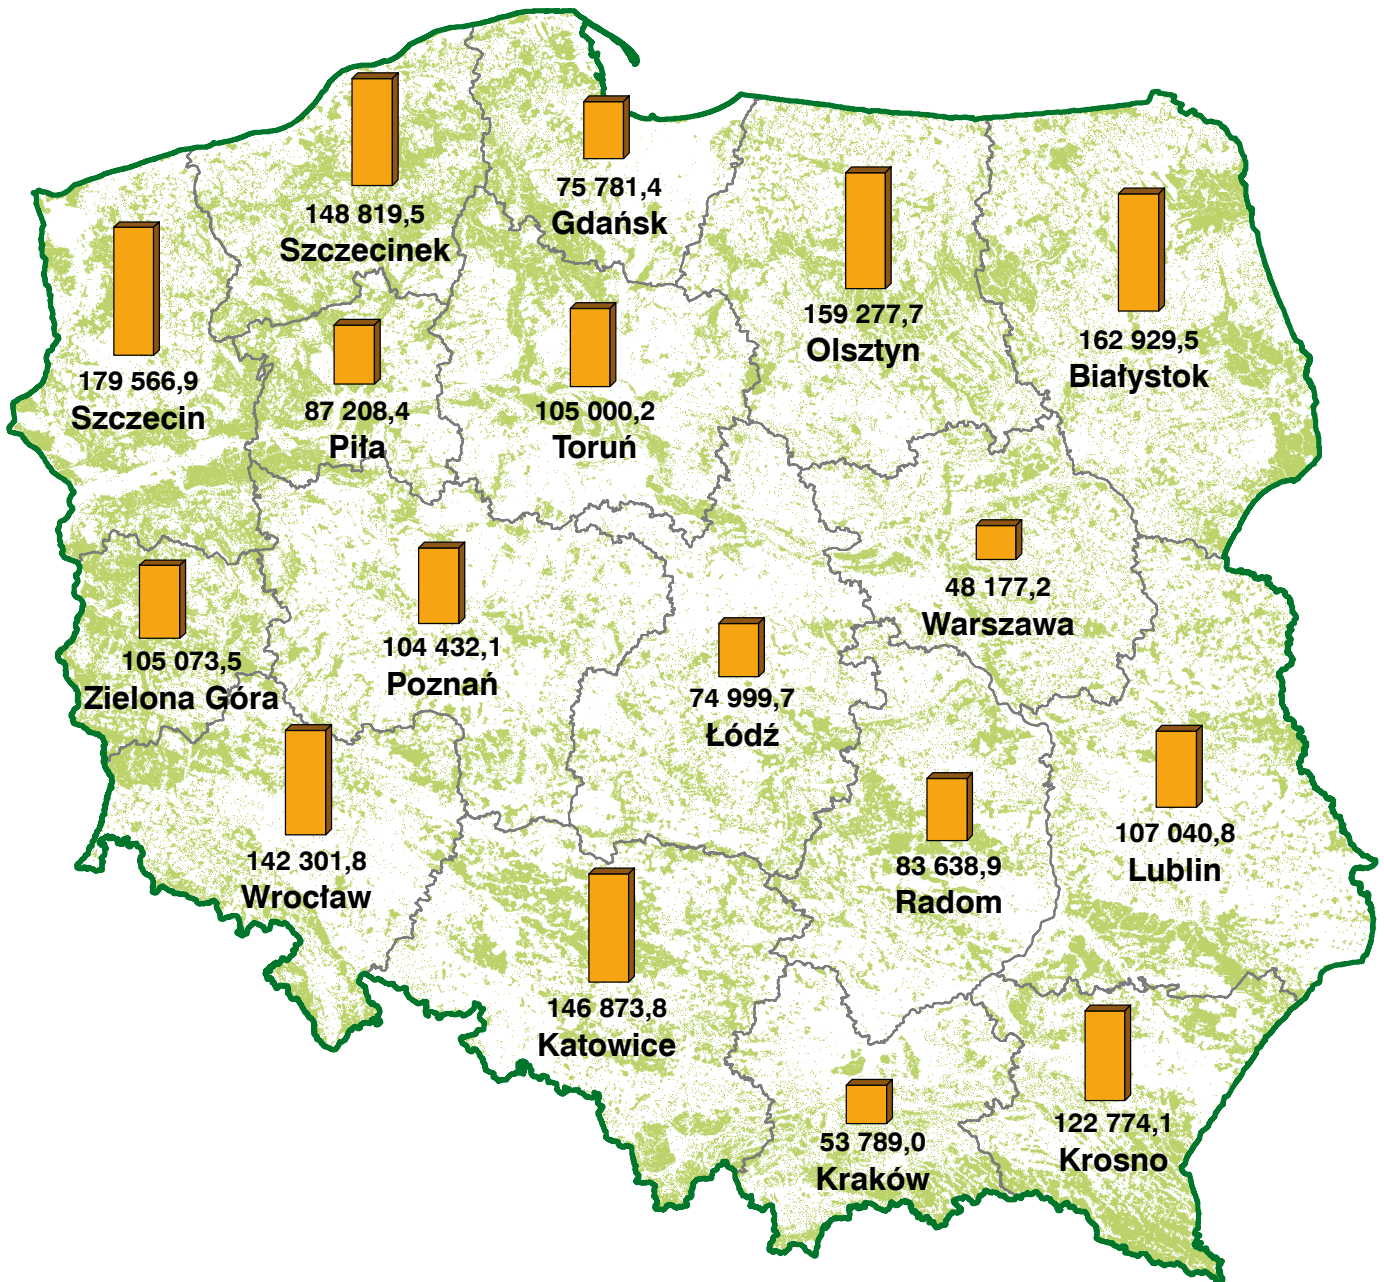 148 819,5
Szczecinek
75 781,4
Gdańsk
159 277,7
Olsztyn
162 929,5
Białystok
179 566,9
Szczecin
87 208,4
Piła
105 000,2
Toruń
48 177,2
Warszawa
105 073,5
Zielona Góra
104 432,1
Poznań
74 999,7
Łódź
142 301,8
Wrocław
83 638,9
Radom
107 040,8
Lublin
146 873,8
Katowice
53 789,0
Kraków
122 774,1
Krosno